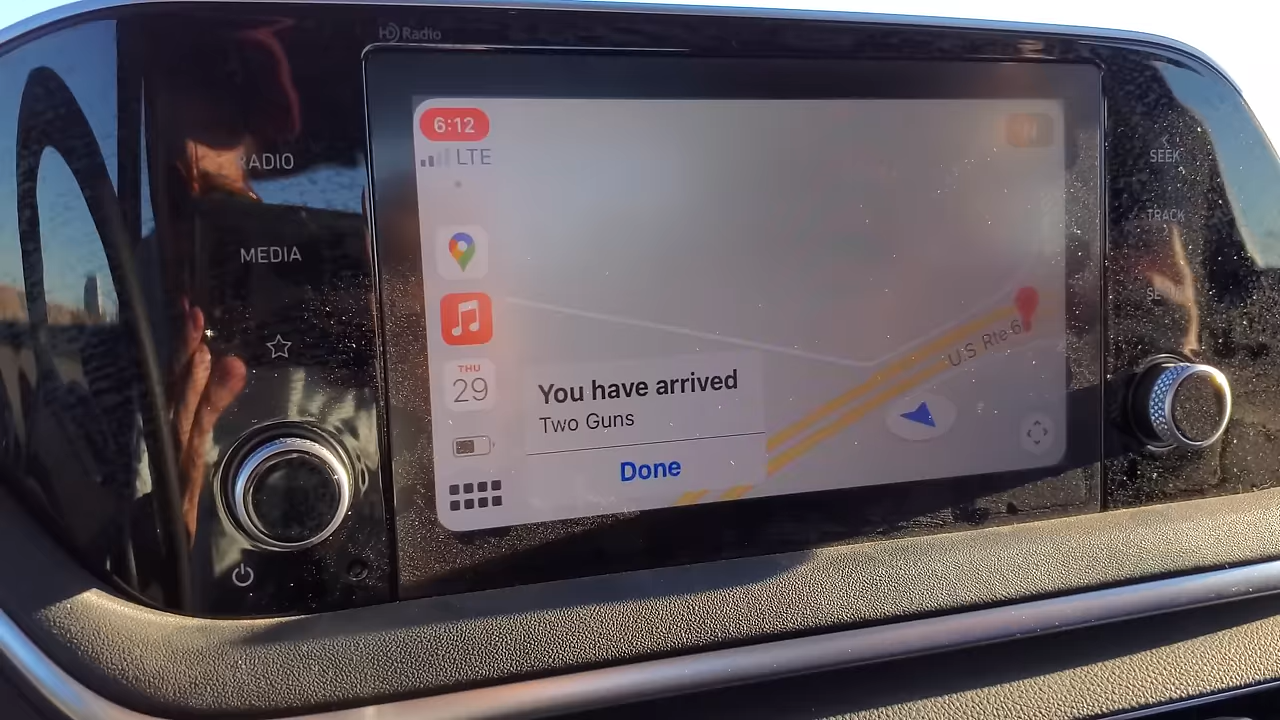 HD Radio
RADIO
MEDIA
6:12
LTE
THU
29
You have arrived
Two Guns
Done
U.S Rte 6
SEEK
TRACK